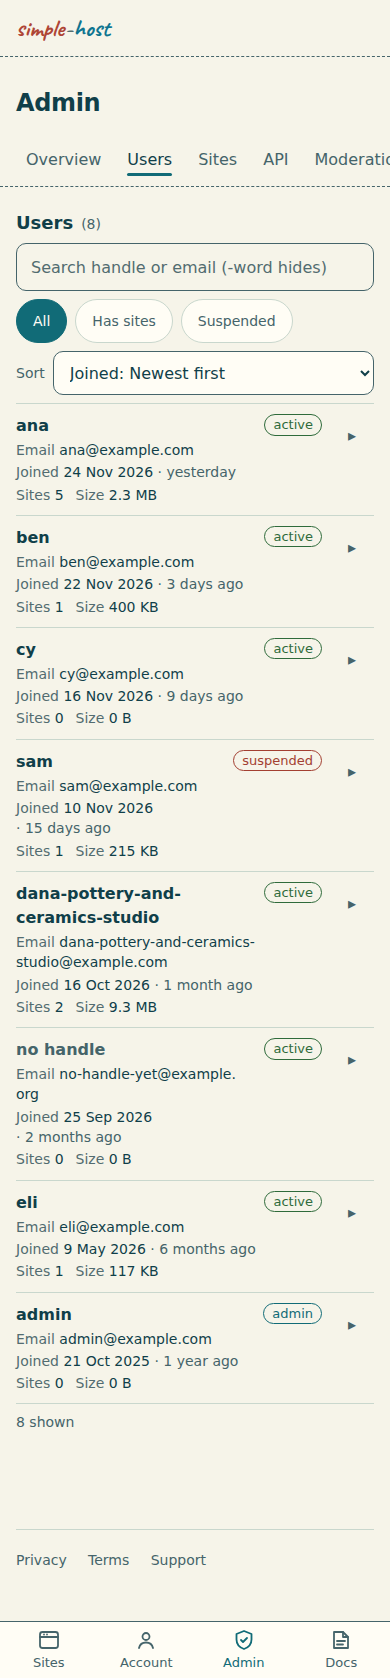 simple-host
Admin
Overview Users Sites API Moderatic
Users (8)
Search handle or email (-word hides)
All Has sites Suspended
Sort Joined: Newest first
ana active
Email ana@example.com
Joined 24 Nov 2026 · yesterday
Sites 5 Size 2.3 MB
ben active
Email ben@example.com
Joined 22 Nov 2026 · 3 days ago
Sites 1 Size 400 KB
cy active
Email cy@example.com
Joined 16 Nov 2026 · 9 days ago
Sites 0 Size 0 B
sam suspended
Email sam@example.com
Joined 10 Nov 2026
· 15 days ago
Sites 1 Size 215 KB
dana-pottery-and- active
ceramics-studio
Email dana-pottery-and-ceramics-
studio@example.com
Joined 16 Oct 2026 · 1 month ago
Sites 2 Size 9.3 MB
no handle active
Email no-handle-yet@example.
org
Joined 25 Sep 2026
· 2 months ago
Sites 0 Size 0 B
eli active
Email eli@example.com
Joined 9 May 2026 · 6 months ago
Sites 1 Size 117 KB
admin admin
Email admin@example.com
Joined 21 Oct 2025 · 1 year ago
Sites 0 Size 0 B
8 shown
Privacy Terms Support
Sites Account Admin Docs